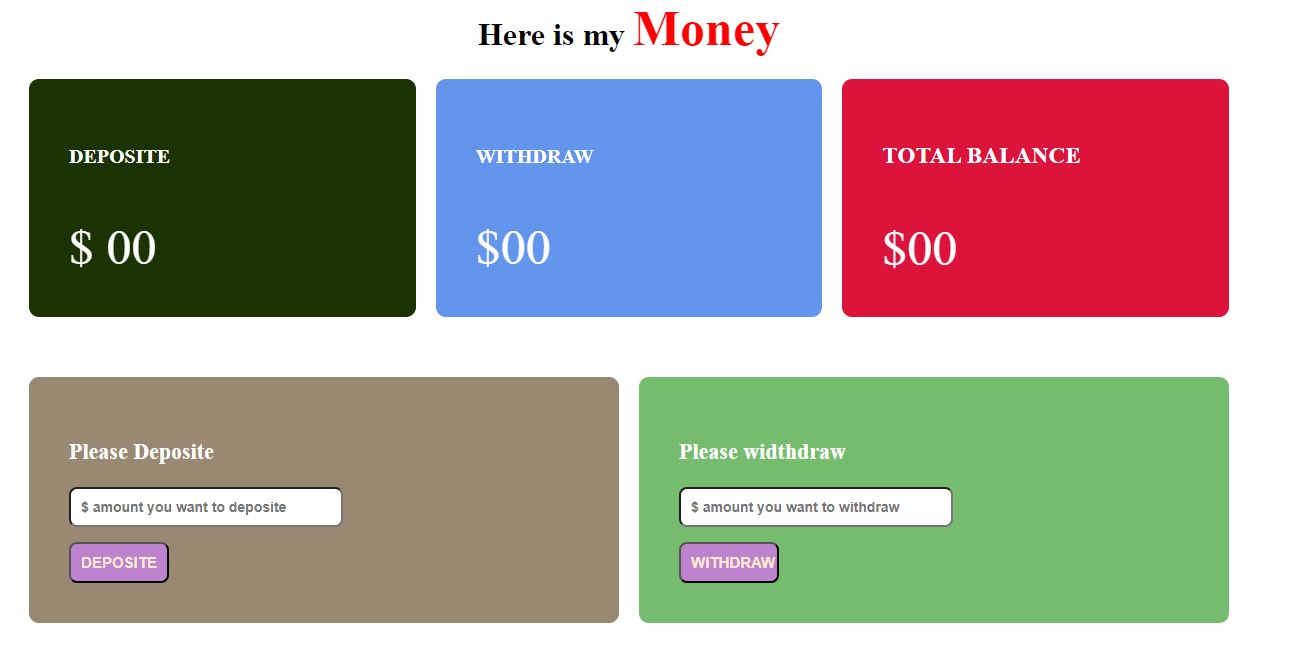 Here is my Money
DEPOSITE
WITHDRAW
TOTAL BALANCE
$ 00
$00
$00
Please Deposite
$ amount you want to deposite
DEPOSITE
Please widthdraw
$ amount you want to withdraw
WITHDRAW